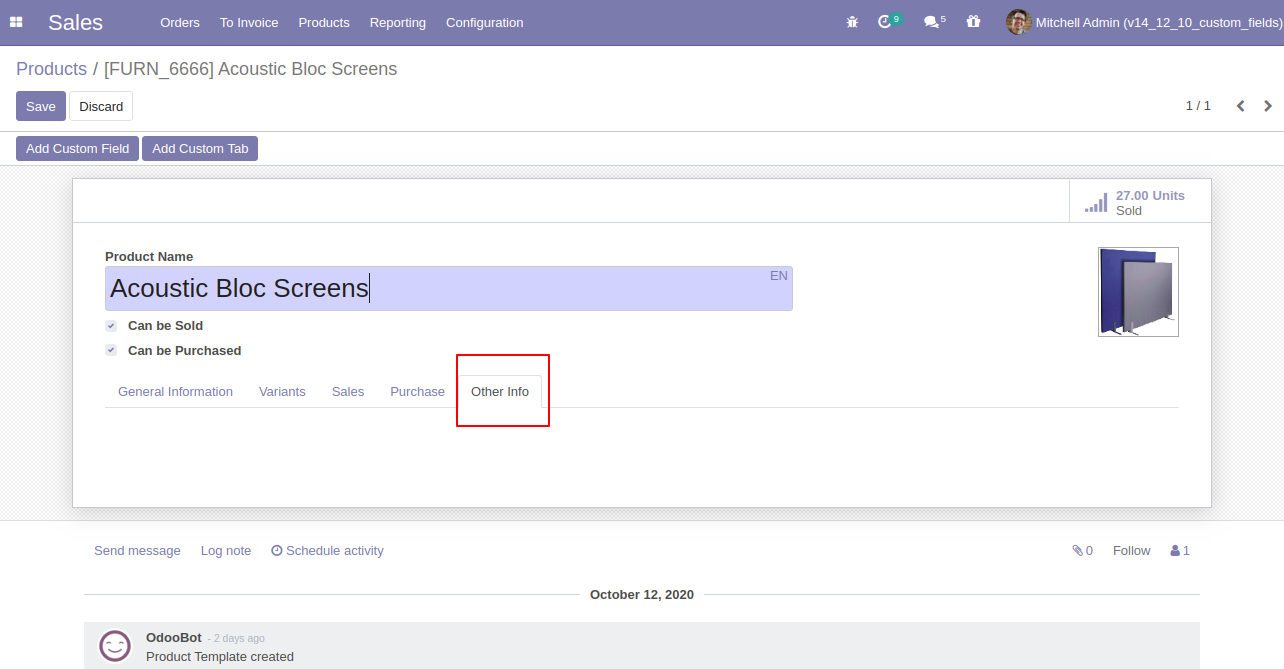 Sales Orders To Invoice Products Reporting Configuration 9 5 Mitchell Admin (v14_12_10_custom_fields)
Products / [FURN_6666] Acoustic Bloc Screens
Save Discard 1 / 1
Add Custom Field Add Custom Tab
27.00 Units
Sold
Product Name
Acoustic Bloc Screens EN
Can be Sold
Can be Purchased
General Information Variants Sales Purchase Other Info
Send message Log note Schedule activity 0 Follow 1
October 12, 2020
OdooBot - 2 days ago
Product Template created